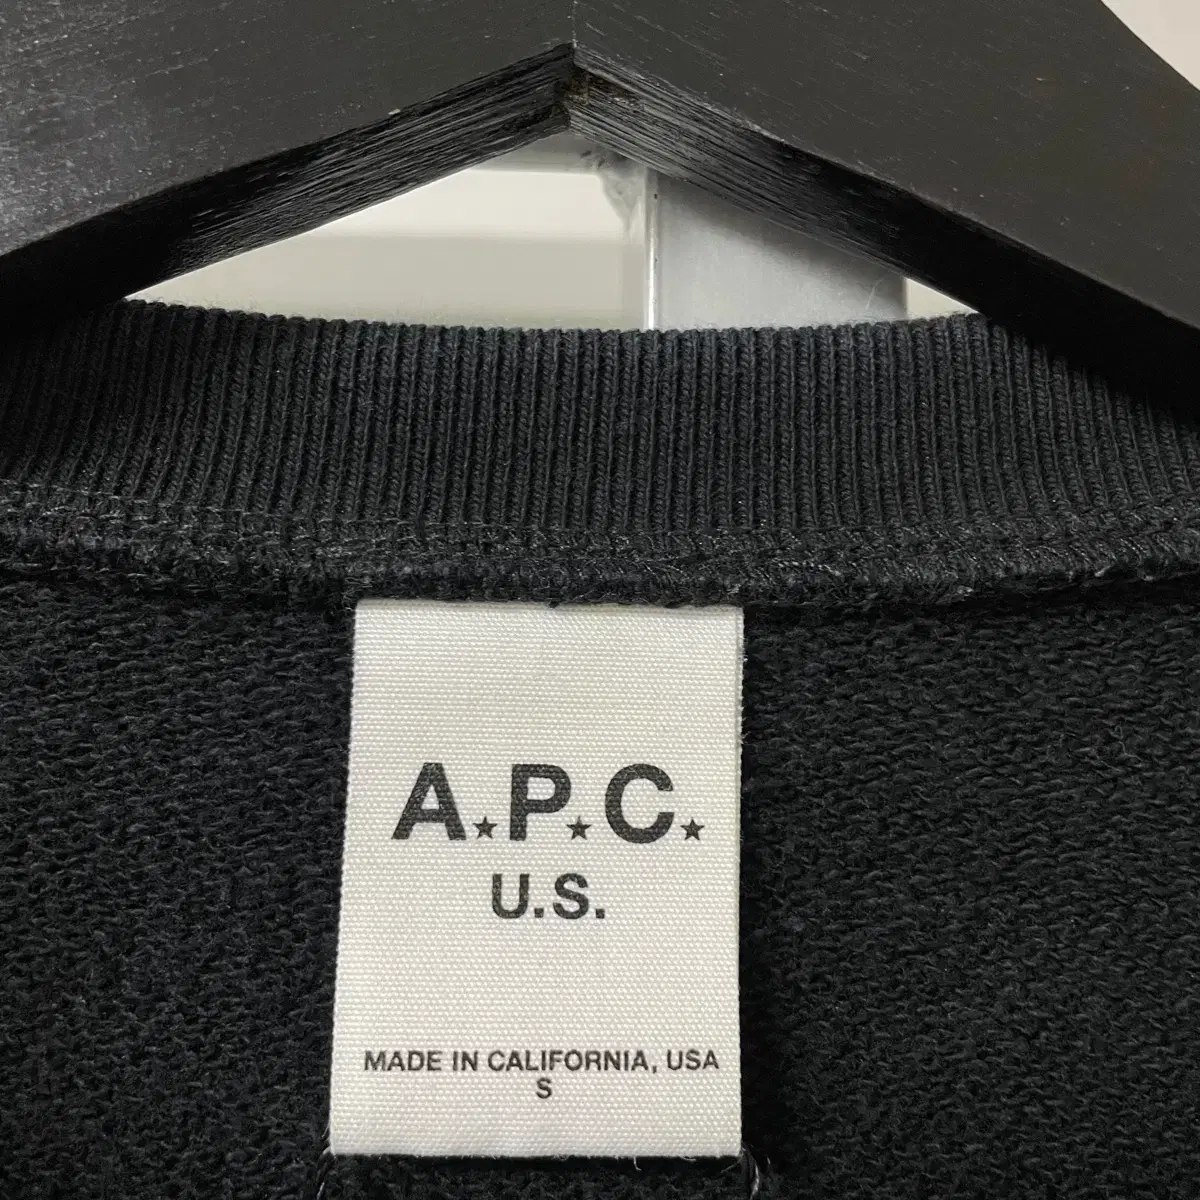 A★P★C★
U.S.
MADE IN CALIFORNIA, USA
S